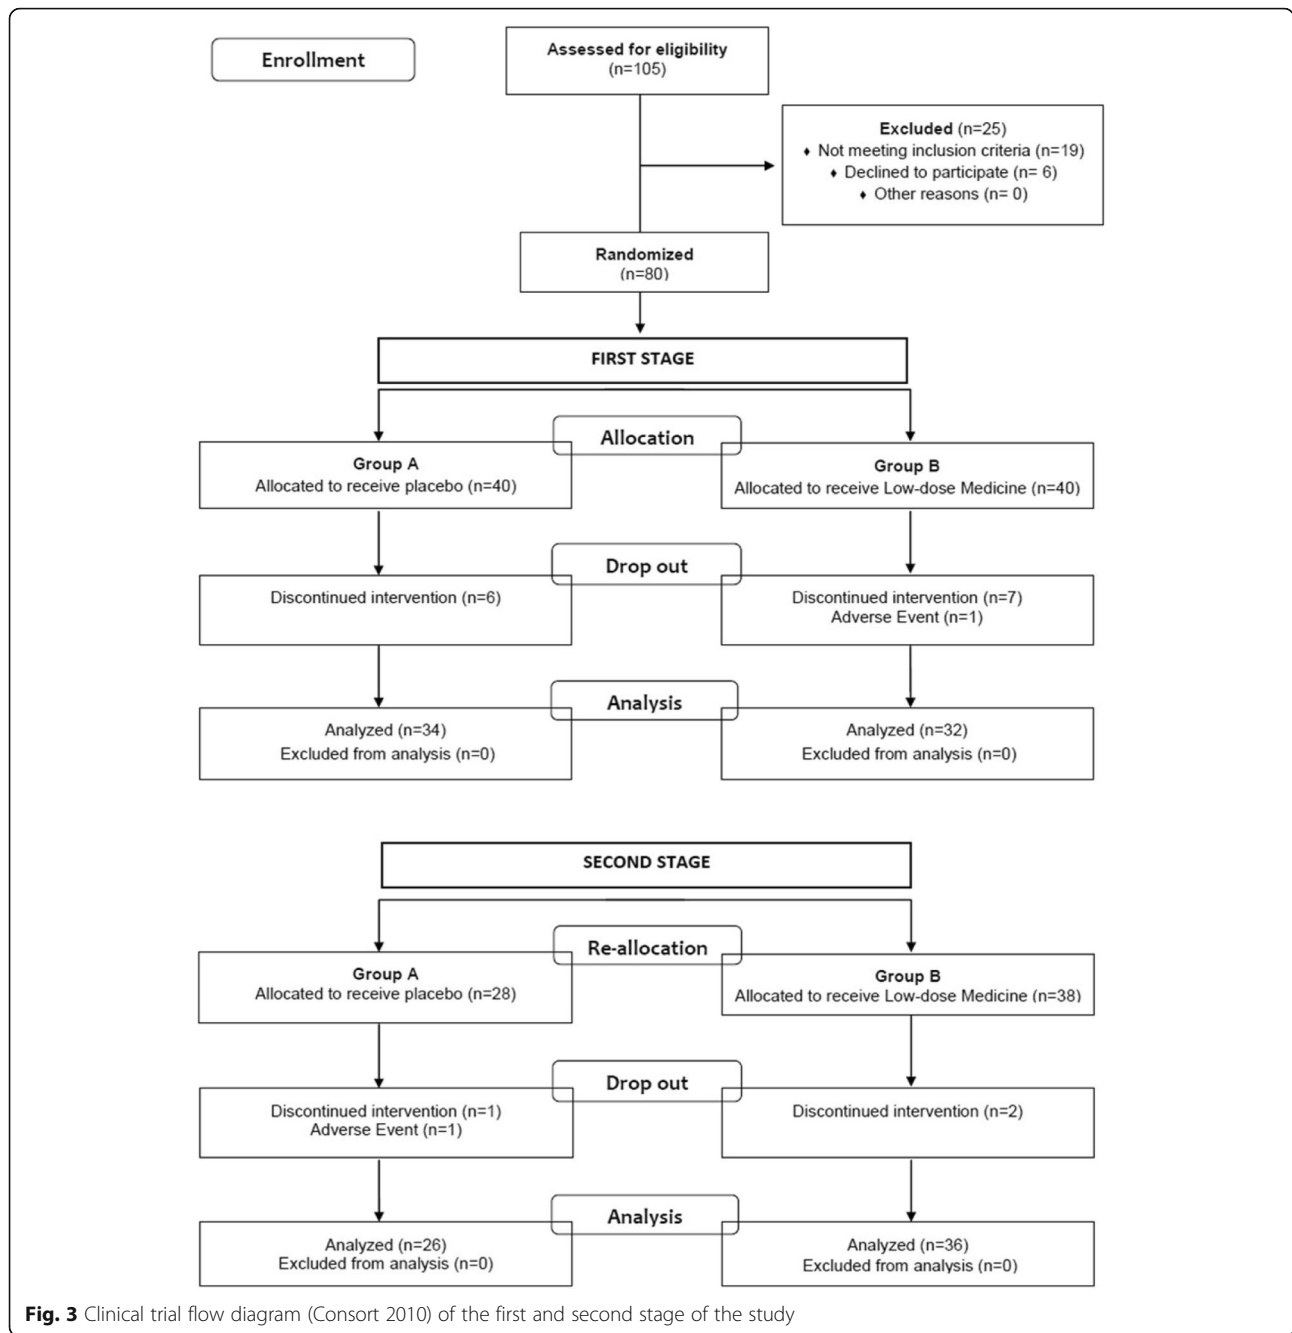 Enrollment
Assessed for eligibility
(n=105)
Excluded (n=25)
♦ Not meeting inclusion criteria (n=19)
♦ Declined to participate (n= 6)
♦ Other reasons (n= 0)
Randomized
(n=80)
FIRST STAGE
Allocation
Group A
Allocated to receive placebo (n=40)
Group B
Allocated to receive Low-dose Medicine (n=40)
Drop out
Discontinued intervention (n=6)
Discontinued intervention (n=7)
Adverse Event (n=1)
Analysis
Analyzed (n=34)
Excluded from analysis (n=0)
Analyzed (n=32)
Excluded from analysis (n=0)
SECOND STAGE
Re-allocation
Group A
Allocated to receive placebo (n=28)
Group B
Allocated to receive Low-dose Medicine (n=38)
Drop out
Discontinued intervention (n=1)
Adverse Event (n=1)
Discontinued intervention (n=2)
Analysis
Analyzed (n=26)
Excluded from analysis (n=0)
Analyzed (n=36)
Excluded from analysis (n=0)
Fig. 3 Clinical trial flow diagram (Consort 2010) of the first and second stage of the study